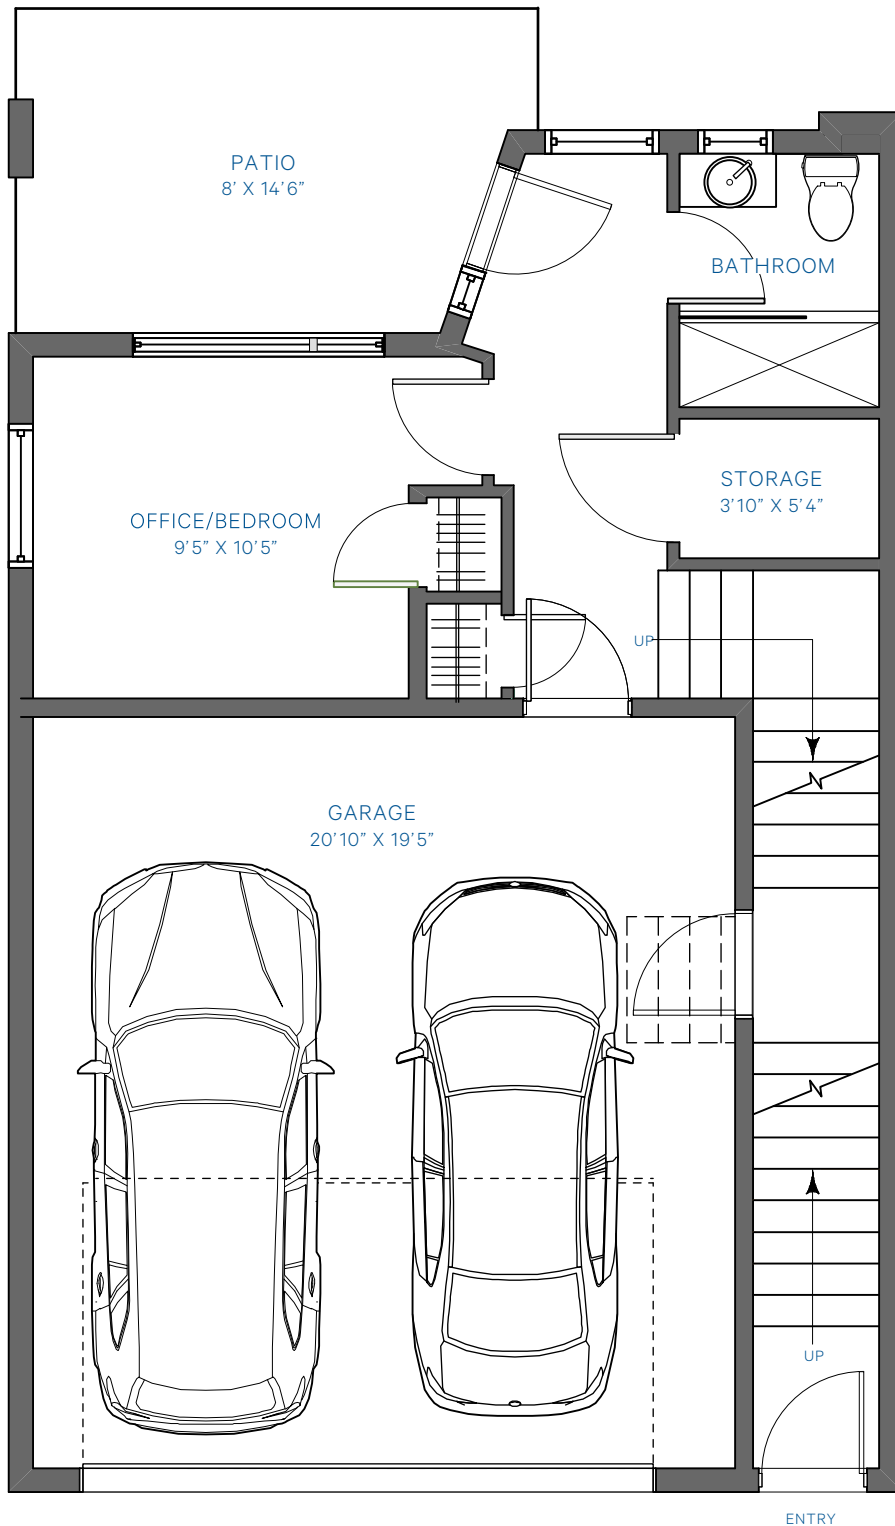 PATIO
8’ X 14’6”
BATHROOM
STORAGE
3’10” X 5’4”
OFFICE/BEDROOM
9’5” X 10’5”
UP
GARAGE
20’10” X 19’5”
UP
ENTRY